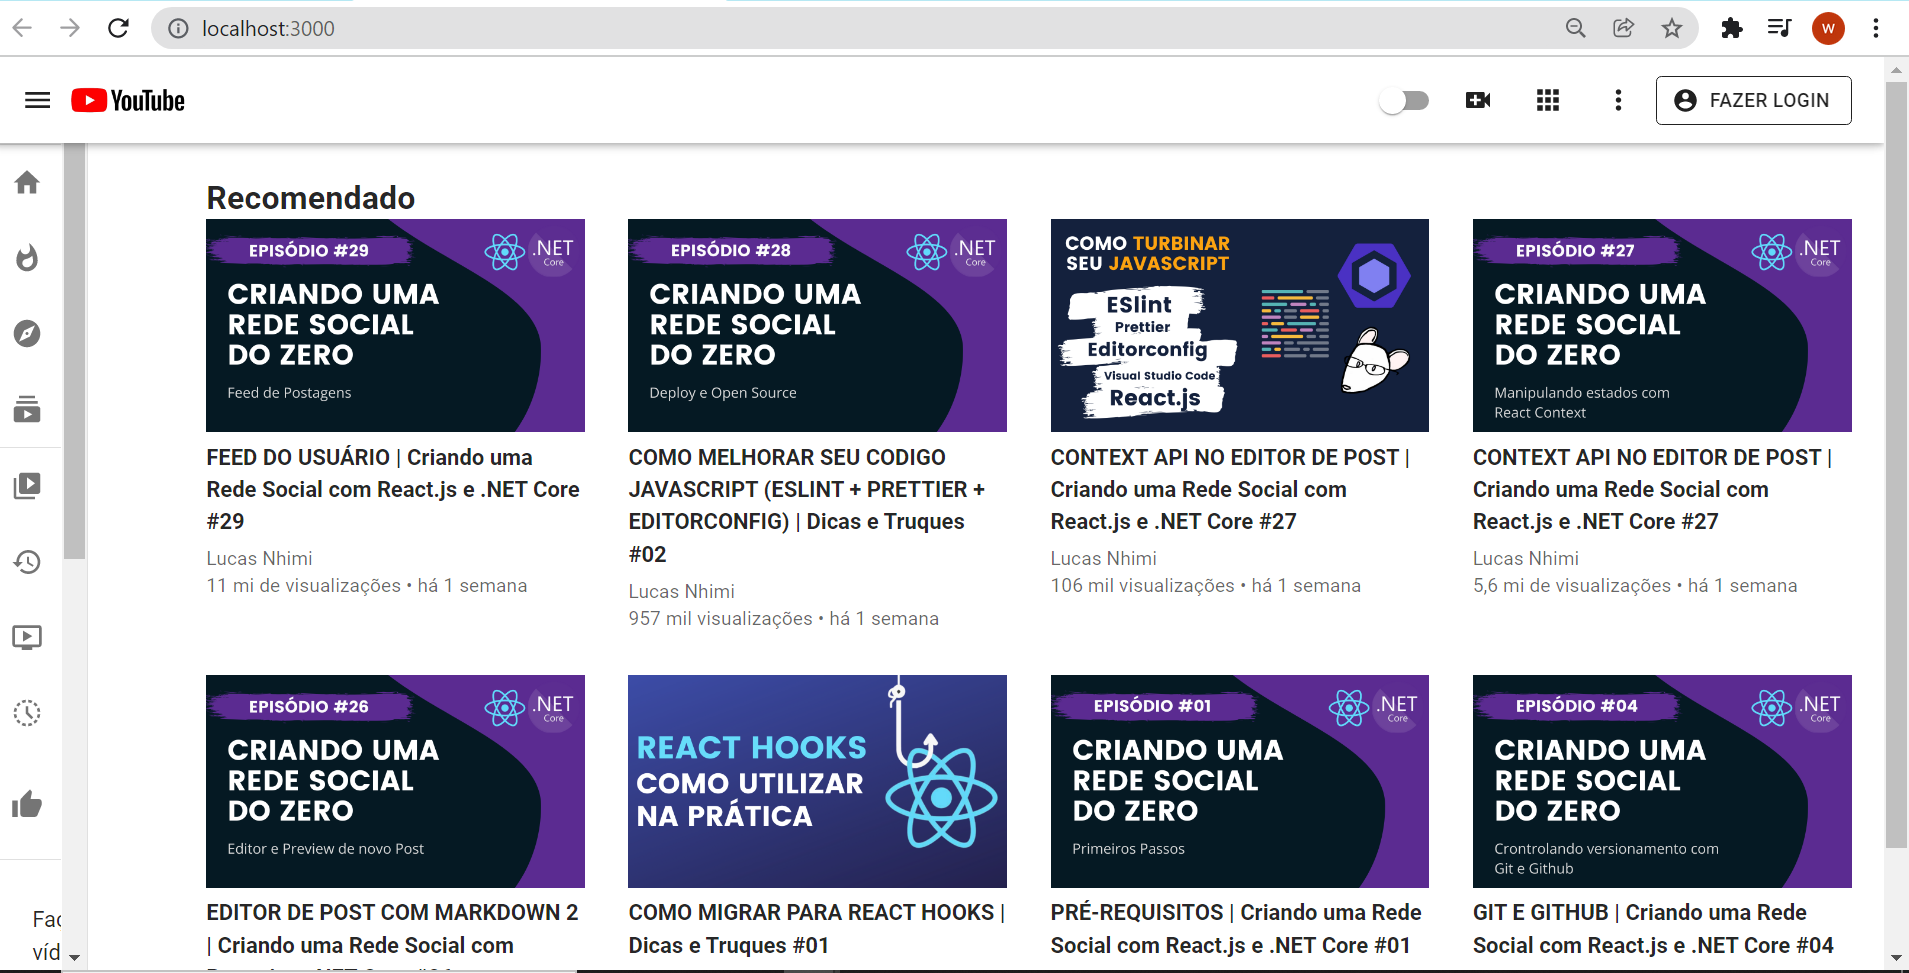 localhost:3000
W
YouTube
FAZER LOGIN
Recomendado
EPISÓDIO #29
.NET
Core
CRIANDO UMA
REDE SOCIAL
DO ZERO
Feed de Postagens
FEED DO USUÁRIO | Criando uma
Rede Social com React.js e .NET Core
#29
Lucas Nhimi
11 mi de visualizações • há 1 semana
EPISÓDIO #28
.NET
Core
CRIANDO UMA
REDE SOCIAL
DO ZERO
Deploy e Open Source
COMO MELHORAR SEU CODIGO
JAVASCRIPT (ESLINT + PRETTIER +
EDITORCONFIG) | Dicas e Truques
#02
Lucas Nhimi
957 mil visualizações • há 1 semana
COMO TURBINAR
SEU JAVASCRIPT
ESlint
Prettier
Editorconfig
Visual Studio Code
React.js
CONTEXT API NO EDITOR DE POST |
Criando uma Rede Social com
React.js e .NET Core #27
Lucas Nhimi
106 mil visualizações • há 1 semana
EPISÓDIO #27
.NET
Core
CRIANDO UMA
REDE SOCIAL
DO ZERO
Manipulando estados com
React Context
CONTEXT API NO EDITOR DE POST |
Criando uma Rede Social com
React.js e .NET Core #27
Lucas Nhimi
5,6 mi de visualizações • há 1 semana
EPISÓDIO #26
.NET
Core
CRIANDO UMA
REDE SOCIAL
DO ZERO
Editor e Preview de novo Post
EDITOR DE POST COM MARKDOWN 2
| Criando uma Rede Social com
REACT HOOKS
COMO UTILIZAR
NA PRÁTICA
COMO MIGRAR PARA REACT HOOKS |
Dicas e Truques #01
EPISÓDIO #01
.NET
Core
CRIANDO UMA
REDE SOCIAL
DO ZERO
Primeiros Passos
PRÉ-REQUISITOS | Criando uma Rede
Social com React.js e .NET Core #01
EPISÓDIO #04
.NET
Core
CRIANDO UMA
REDE SOCIAL
DO ZERO
Crontrolando versionamento com
Git e Github
GIT E GITHUB | Criando uma Rede
Social com React.js e .NET Core #04